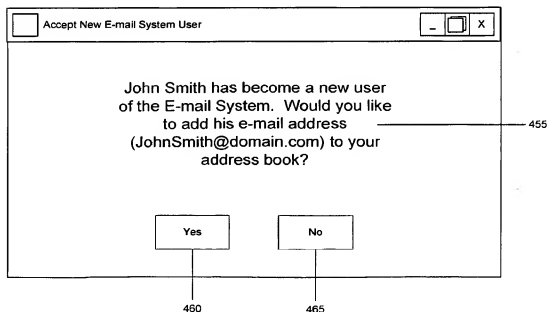 Accept New E-mail System User
_ X
John Smith has become a new user
of the E-mail System. Would you like
to add his e-mail address
455
(JohnSmith@domain.com) to your
address book?
Yes No
460 465